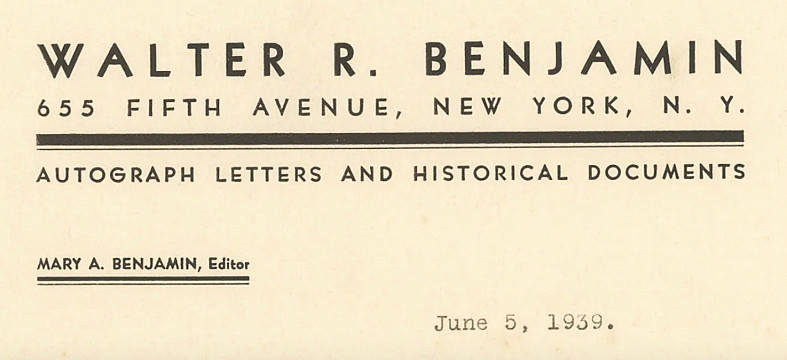 WALTER R. BENJAMIN
655 FIFTH AVENUE, NEW YORK, N. Y.
AUTOGRAPH LETTERS AND HISTORICAL DOCUMENTS
MARY A. BENJAMIN, Editor
June 5, 1939.